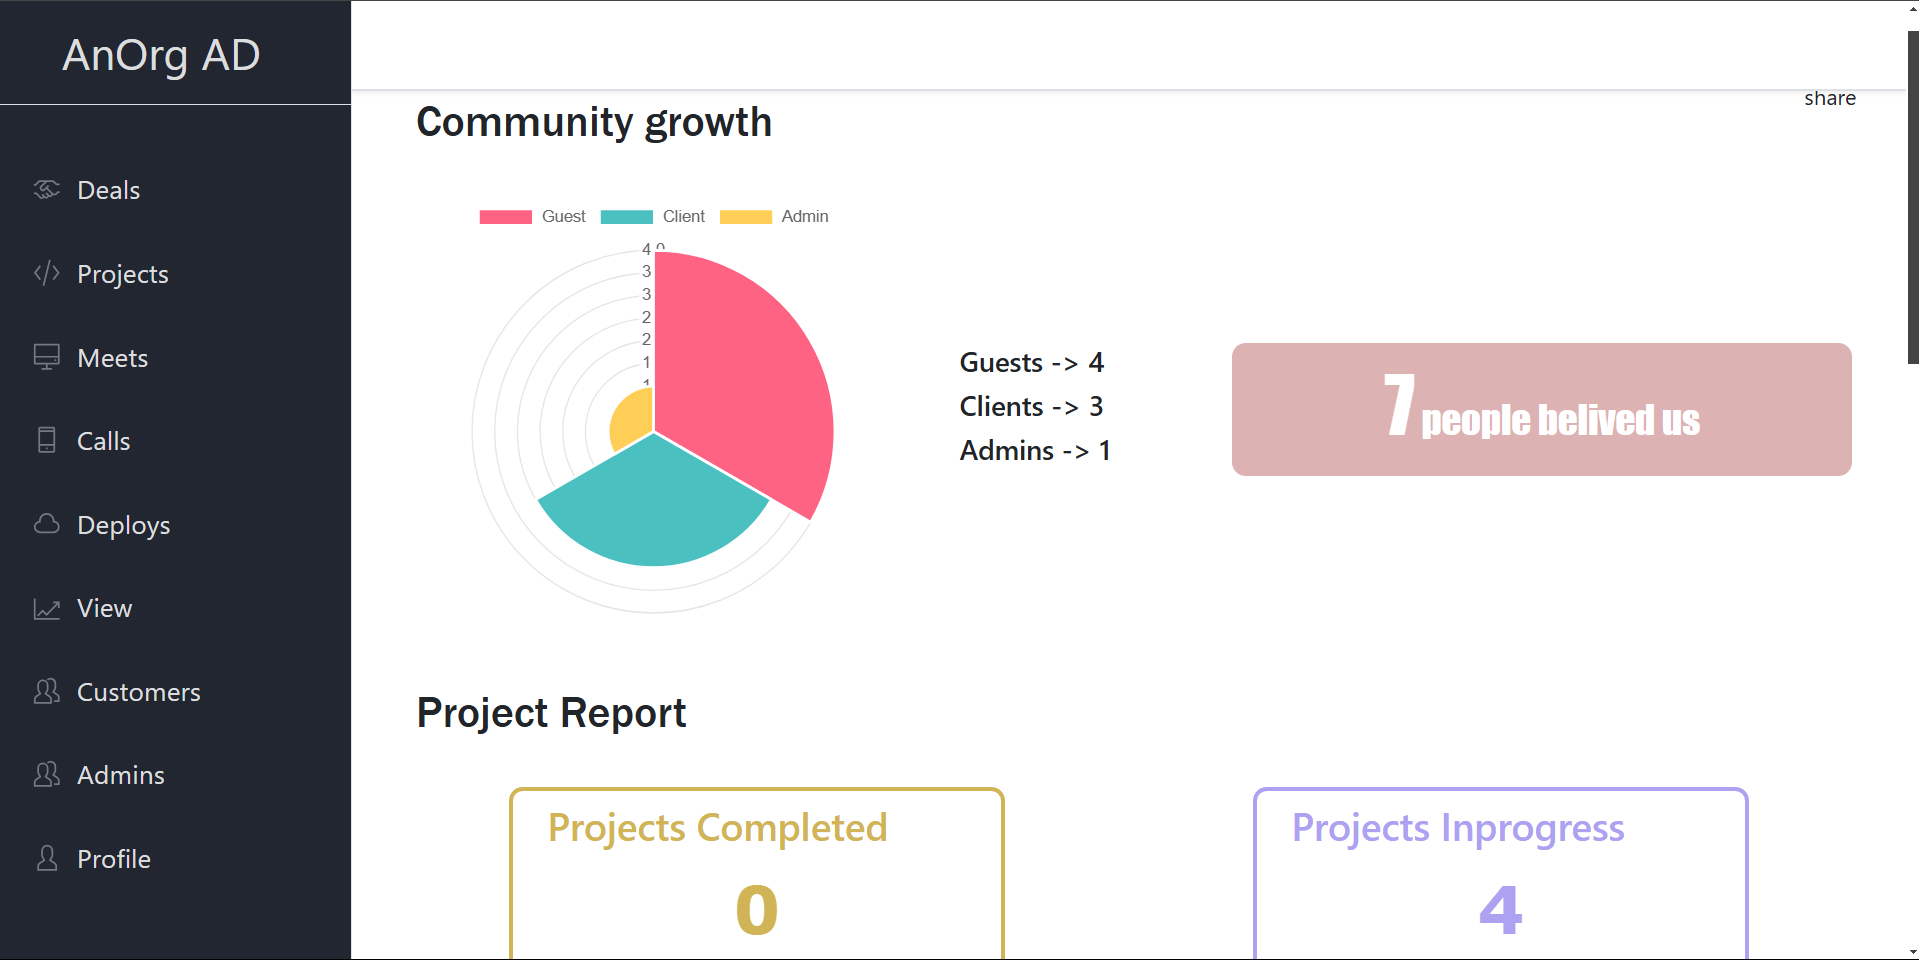 AnOrg AD
Deals
Projects
Meets
Calls
Deploys
View
Customers
Admins
Profile
share
Community growth
Guest Client Admin
4.0
3
3
2
2
1
1
Guests -> 4
Clients -> 3
Admins -> 1
7 people belived us
Project Report
Projects Completed
0
Projects Inprogress
4